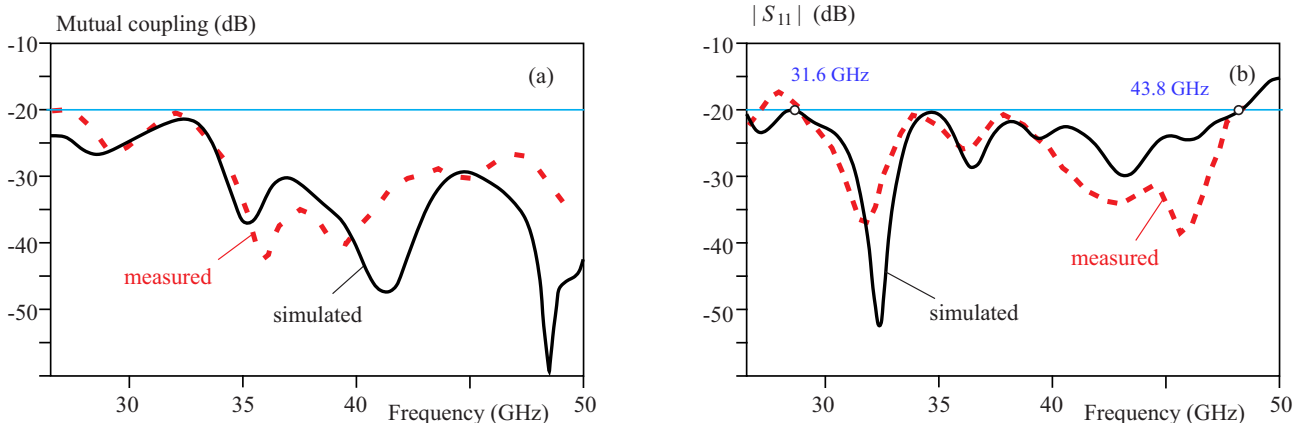 Mutual coupling (dB)
-10
-20
-30
-40
-50
(a)
measured
simulated
30
35
40
Frequency (GHz)
50
| S11 | (dB)
-10
-20
-30
-40
-50
31.6 GHz
43.8 GHz
(b)
measured
simulated
30
35
40
Frequency (GHz)
50